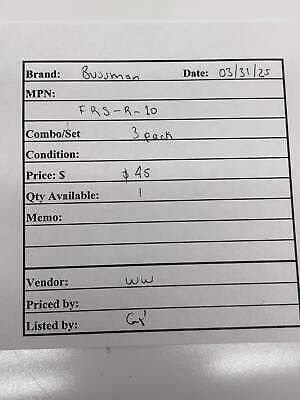 Brand: Bussman Date: 03/31/25
MPN:
FRS-R-10
Combo/Set 3 pack
Condition:
Price: $ $45
Qty Available: 1
Memo:
Vendor: WW
Priced by:
Listed by: